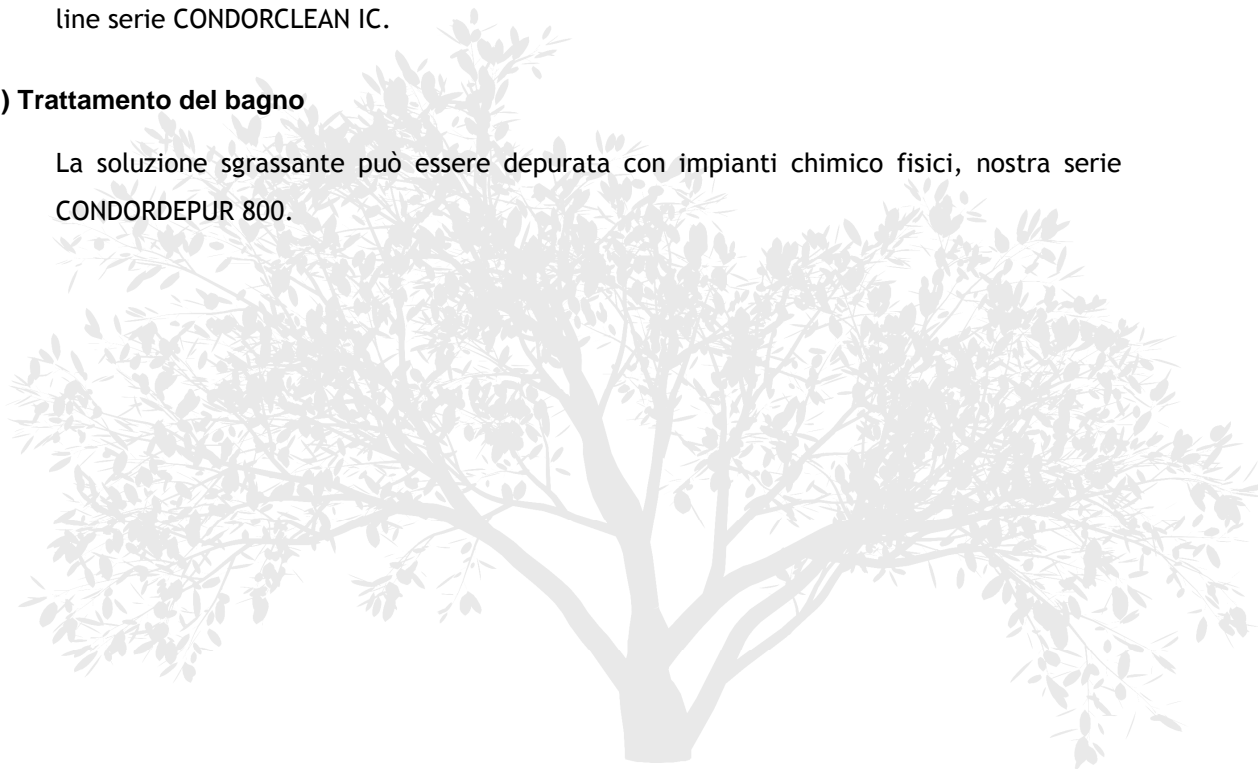 line serie CONDORCLEAN IC.
) Trattamento del bagno
La soluzione sgrassante può essere depurata con impianti chimico fisici, nostra serie
CONDORDEPUR 800.